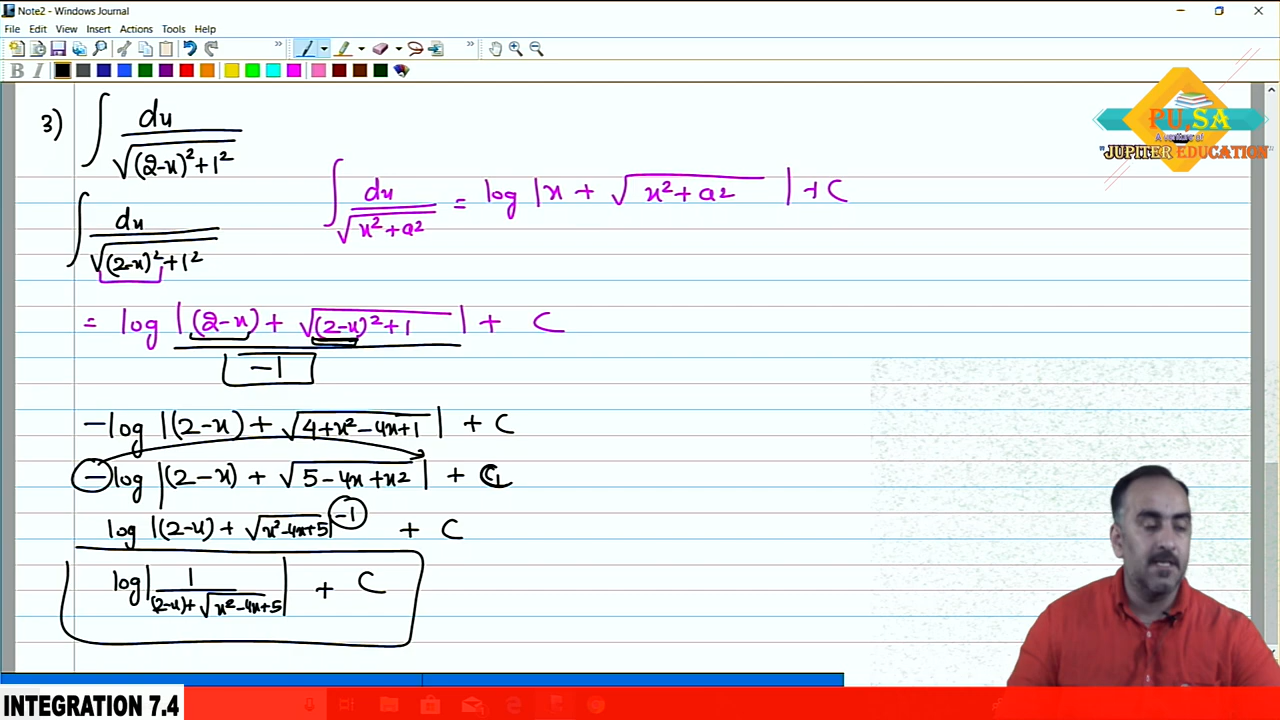 Note2 - Windows Journal
File Edit View Insert Actions Tools Help
B I
PU,SA
"JUPITER EDUCATION"
3) ∫ dx / √((2-x)²+1²)
∫ dx / √(x²+a²) = log |x + √(x²+a²)| + C
∫ dx / √((2-x)²+1²)
= log |(2-x) + √((2-x)²+1)| + C
-1
-log |(2-x) + √(4+x²-4x+1)| + C
-log |(2-x) + √(5-4x+x²)| + C₁
log |(2-x) + √(x²-4x+5)|⁻¹ + C
log | 1 / ((2-x)+√(x²-4x+5)) | + C
INTEGRATION 7.4